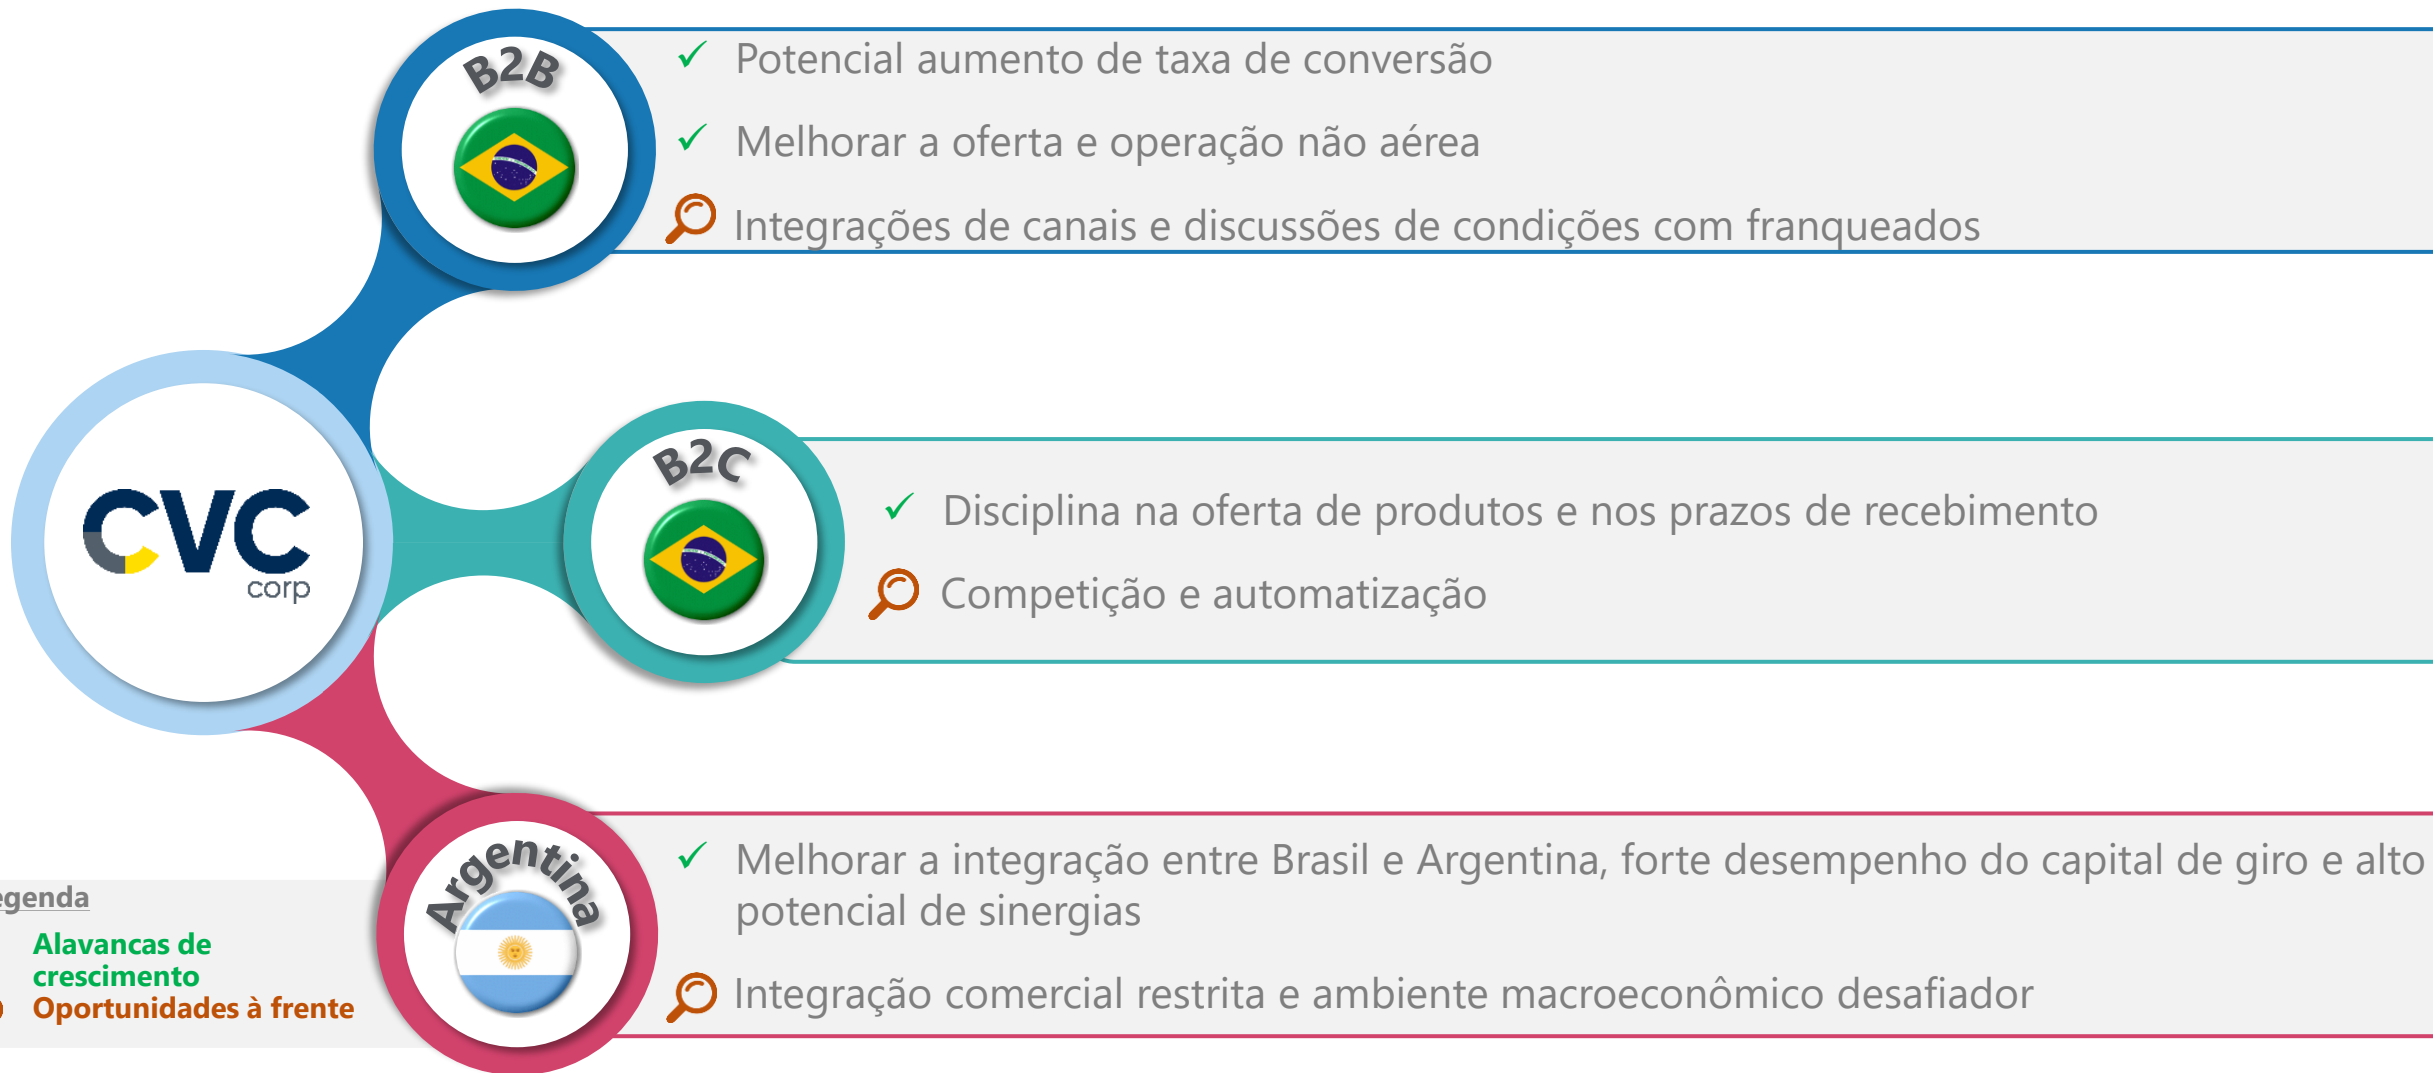 B2B
Potencial aumento de taxa de conversão
Melhorar a oferta e operação não aérea
Integrações de canais e discussões de condições com franqueados
CVC
corp
B2C
Disciplina na oferta de produtos e nos prazos de recebimento
Competição e automatização
Argentina
Melhorar a integração entre Brasil e Argentina, forte desempenho do capital de giro e alto
potencial de sinergias
Integração comercial restrita e ambiente macroeconômico desafiador
egenda
Alavancas de
crescimento
Oportunidades à frente